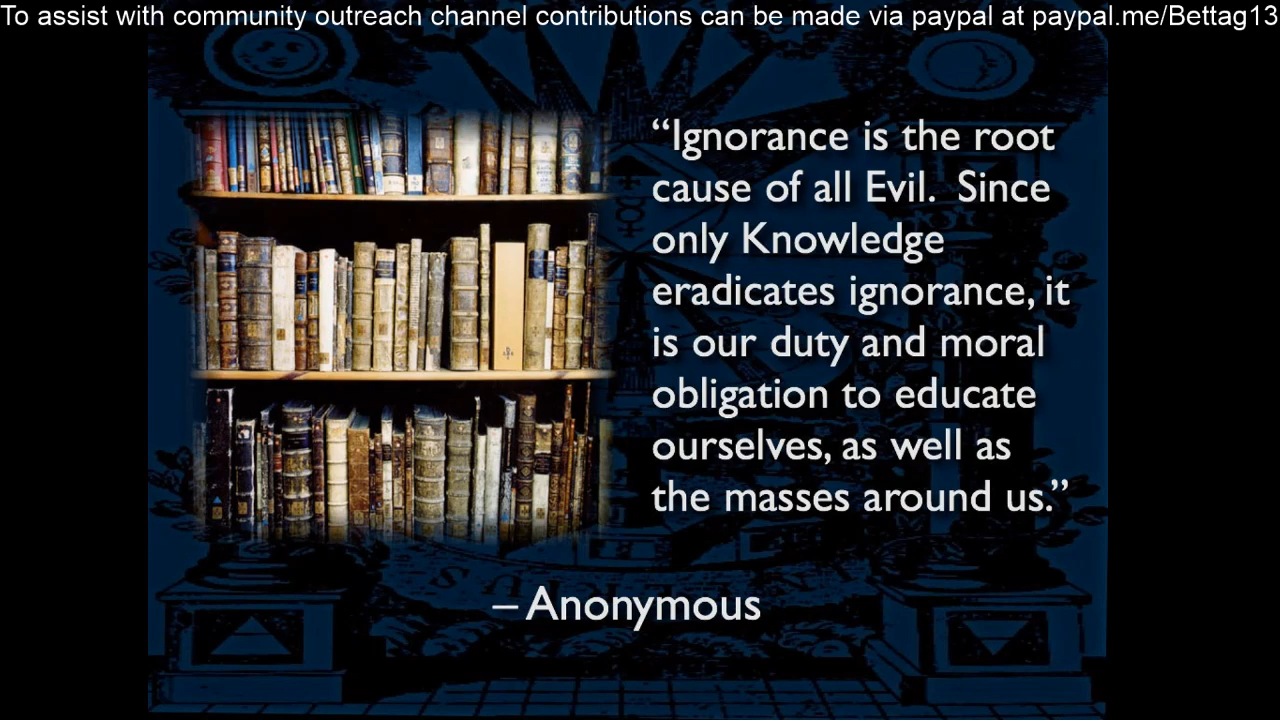 To assist with community outreach channel contributions can be made via paypal at paypal.me/Bettag13
“Ignorance is the root
cause of all Evil.  Since
only Knowledge
eradicates ignorance, it
is our duty and moral
obligation to educate
ourselves, as well as
the masses around us.”
– Anonymous